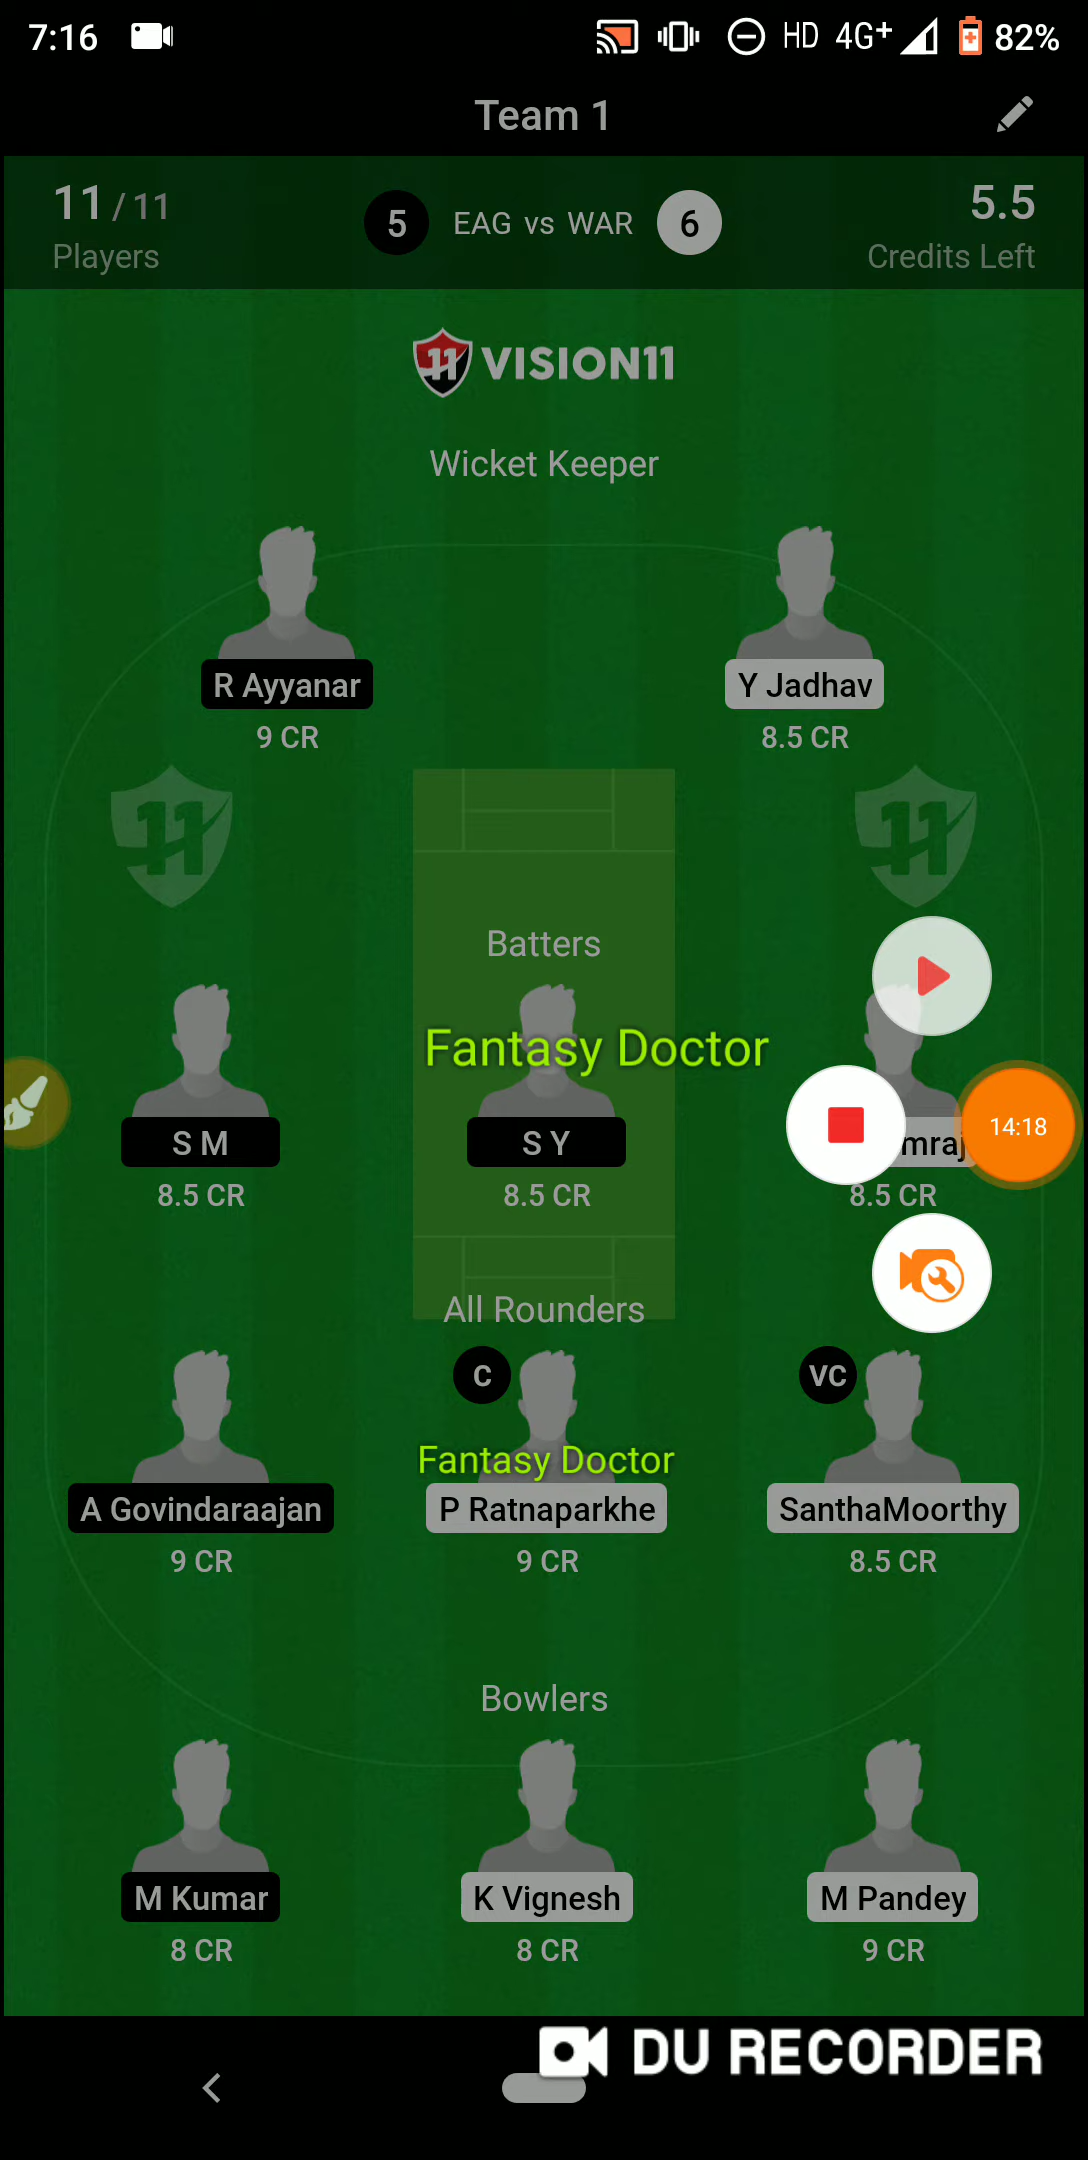 7:16 HD 4G+ 82%
Team 1
11 / 11 5 EAG vs WAR 6 5.5
Players Credits Left
11 VISION11
Wicket Keeper
R Ayyanar Y Jadhav
9 CR 8.5 CR
11 11
Batters
Fantasy Doctor
S M S Y
14:18
8.5 CR 8.5 CR 8.5 CR
All Rounders
C VC
Fantasy Doctor
A Govindaraajan P Ratnaparkhe SanthaMoorthy
9 CR 9 CR 8.5 CR
Bowlers
M Kumar K Vignesh M Pandey
8 CR 8 CR 9 CR
DU RECORDER